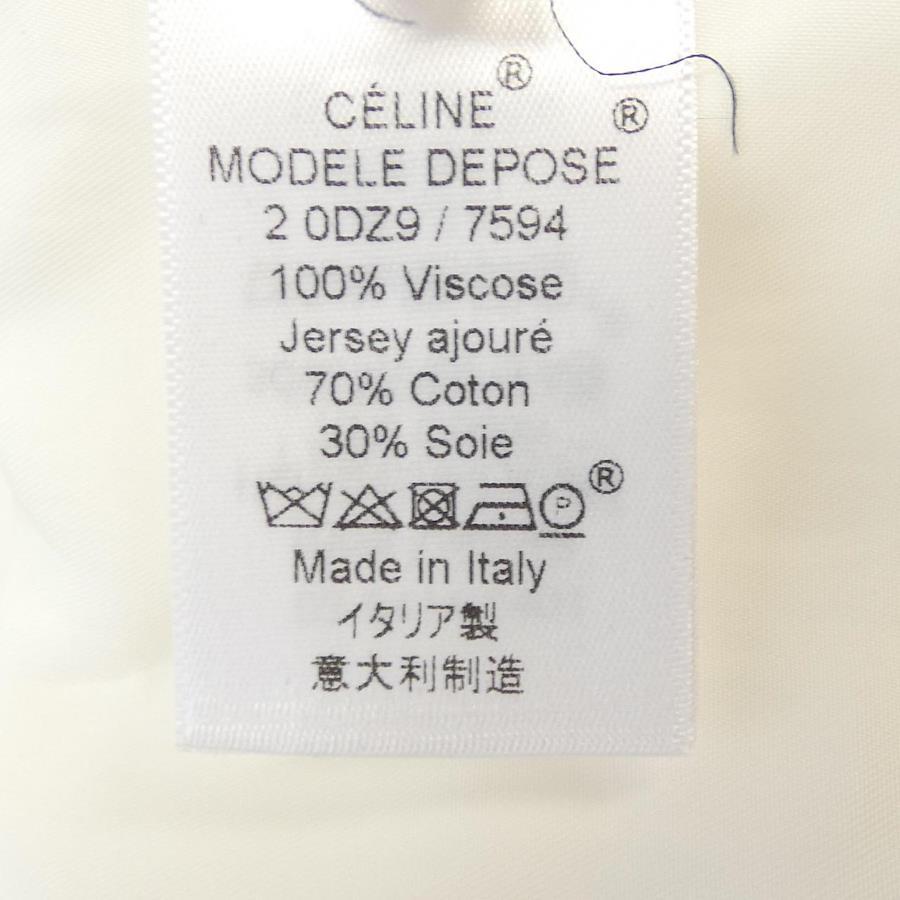 CÉLINE®
MODELE DEPOSE®
2 0DZ9 / 7594
100% Viscose
Jersey ajouré
70% Coton
30% Soie
P ®
Made in Italy
イタリア製
意大利制造